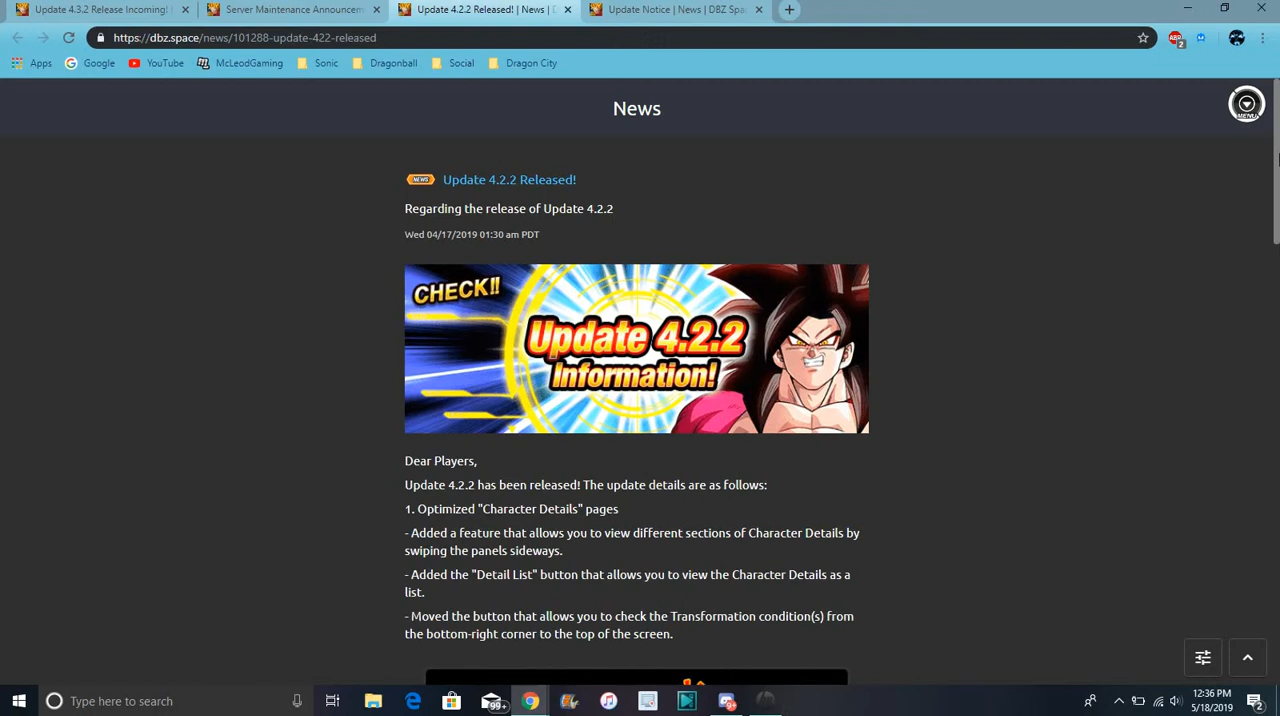 Update 4.3.2 Release Incoming!
Server Maintenance Announcem
Update 4.2.2 Released! | News | D
Update Notice | News | DBZ Spa
https://dbz.space/news/101288-update-422-released
ABP
2
Apps
Google
YouTube
McLeodGaming
Sonic
Dragonball
Social
Dragon City
News
MENU
NEWS
Update 4.2.2 Released!
Regarding the release of Update 4.2.2
Wed 04/17/2019 01:30 am PDT
CHECK!!
Update 4.2.2
Information!
Dear Players,
Update 4.2.2 has been released! The update details are as follows:
1. Optimized "Character Details" pages
- Added a feature that allows you to view different sections of Character Details by
swiping the panels sideways.
- Added the "Detail List" button that allows you to view the Character Details as a
list.
- Moved the button that allows you to check the Transformation condition(s) from
the bottom-right corner to the top of the screen.
Type here to search
99+
9+
12:36 PM
5/18/2019
2